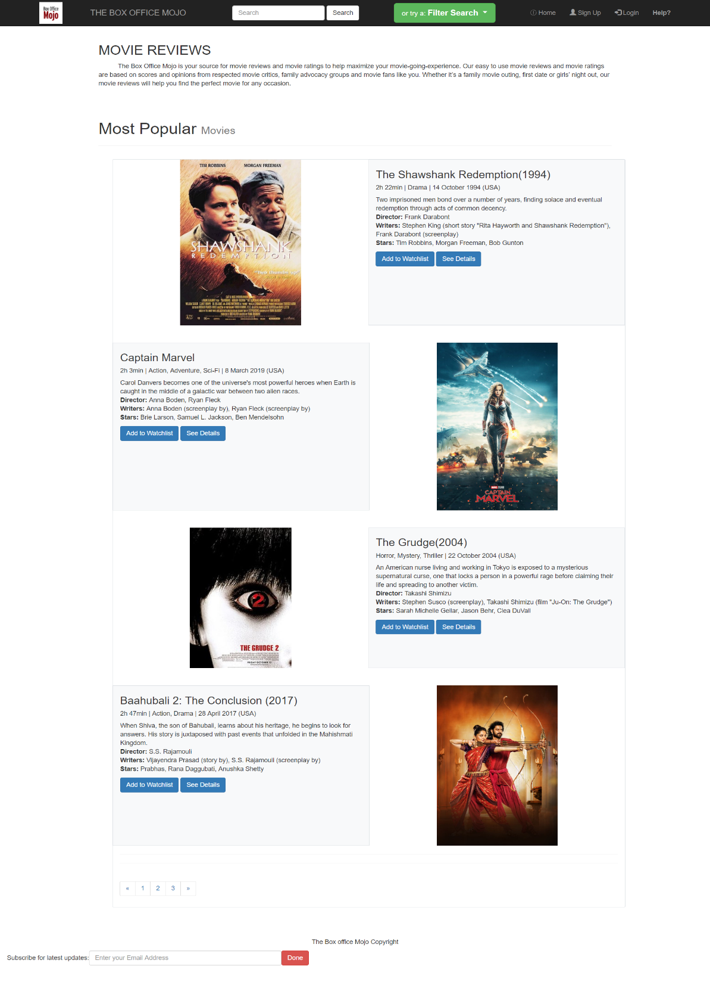 Box Office
Mojo
THE BOX OFFICE MOJO
Search
Search
or try a: Filter Search
Home
Sign Up
Login
Help?
MOVIE REVIEWS
The Box Office Mojo is your source for movie reviews and movie ratings to help maximize your movie-going-experience. Our easy to use movie reviews and movie ratings
are based on scores and opinions from respected movie critics, family advocacy groups and movie fans like you. Whether it's a family movie outing, first date or girls' night out, our
movie reviews will help you find the perfect movie for any occasion.
Most Popular Movies
TIM ROBBINS MORGAN FREEMAN
THE
SHAWSHANK
REDEMPTION
The Shawshank Redemption(1994)
2h 22min | Drama | 14 October 1994 (USA)
Two imprisoned men bond over a number of years, finding solace and eventual
redemption through acts of common decency.
Director: Frank Darabont
Writers: Stephen King (short story "Rita Hayworth and Shawshank Redemption"),
Frank Darabont (screenplay)
Stars: Tim Robbins, Morgan Freeman, Bob Gunton
Add to Watchlist
See Details
Captain Marvel
2h 3min | Action, Adventure, Sci-Fi | 8 March 2019 (USA)
Carol Danvers becomes one of the universe's most powerful heroes when Earth is
caught in the middle of a galactic war between two alien races.
Director: Anna Boden, Ryan Fleck
Writers: Anna Boden (screenplay by), Ryan Fleck (screenplay by)
Stars: Brie Larson, Samuel L. Jackson, Ben Mendelsohn
Add to Watchlist
See Details
CAPTAIN
MARVEL
2
THE GRUDGE 2
FRIDAY OCTOBER 13
The Grudge(2004)
Horror, Mystery, Thriller | 22 October 2004 (USA)
An American nurse living and working in Tokyo is exposed to a mysterious
supernatural curse, one that locks a person in a powerful rage before claiming their
life and spreading to another victim.
Director: Takashi Shimizu
Writers: Stephen Susco (screenplay), Takashi Shimizu (film "Ju-On: The Grudge")
Stars: Sarah Michelle Gellar, Jason Behr, Clea DuVall
Add to Watchlist
See Details
Baahubali 2: The Conclusion (2017)
2h 47min | Action, Drama | 28 April 2017 (USA)
When Shiva, the son of Bahubali, learns about his heritage, he begins to look for
answers. His story is juxtaposed with past events that unfolded in the Mahishmati
Kingdom.
Director: S.S. Rajamouli
Writers: Vijayendra Prasad (story by), S.S. Rajamouli (screenplay by)
Stars: Prabhas, Rana Daggubati, Anushka Shetty
Add to Watchlist
See Details
« 1 2 3 »
The Box office Mojo Copyright
Subscribe for latest updates: Enter your Email Address Done